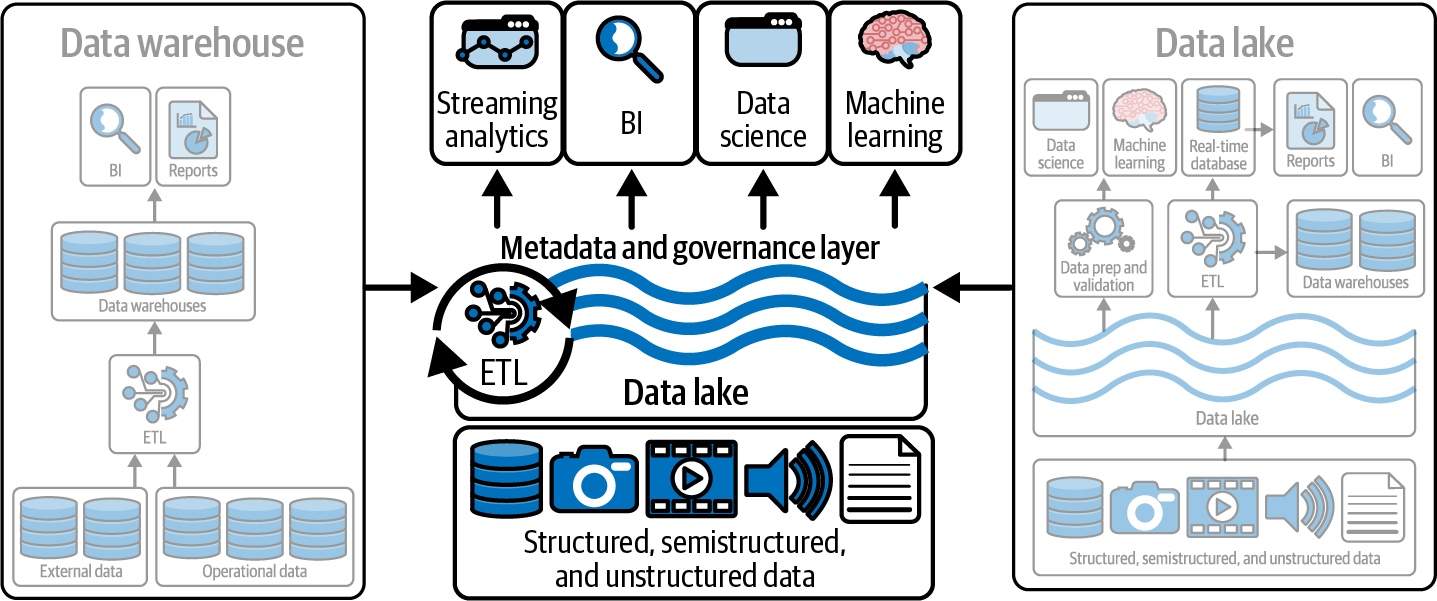 Data warehouse
BI
Reports
Data warehouses
ETL
External data
Operational data
Streaming
analytics
BI
Data
science
Machine
learning
Metadata and governance layer
ETL
Data lake
Structured, semistructured,
and unstructured data
Data lake
Data
science
Machine
learning
Real-time
database
Reports
BI
Data prep and
validation
ETL
Data warehouses
Data lake
Structured, semistructured, and unstructured data